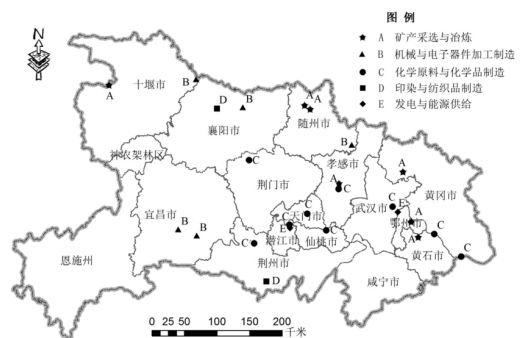 图 例
A 矿产采选与冶炼
B 机械与电子器件加工制造
C 化学原料与化学品制造
D 印染与纺织品制造
E 发电与能源供给
N
十堰市
A
B
D
B
襄阳市
A
A
随州市
B
神农架林区
C
荆门市
孝感市
A
C
A
黄冈市
宜昌市
B
B
C
天门市
C
E
潜江市
C
仙桃市
武汉市
C
E
鄂州市
A
A
C
黄石市
C
恩施州
C
荆州市
D
咸宁市
0 25 50 100 150 200
千米